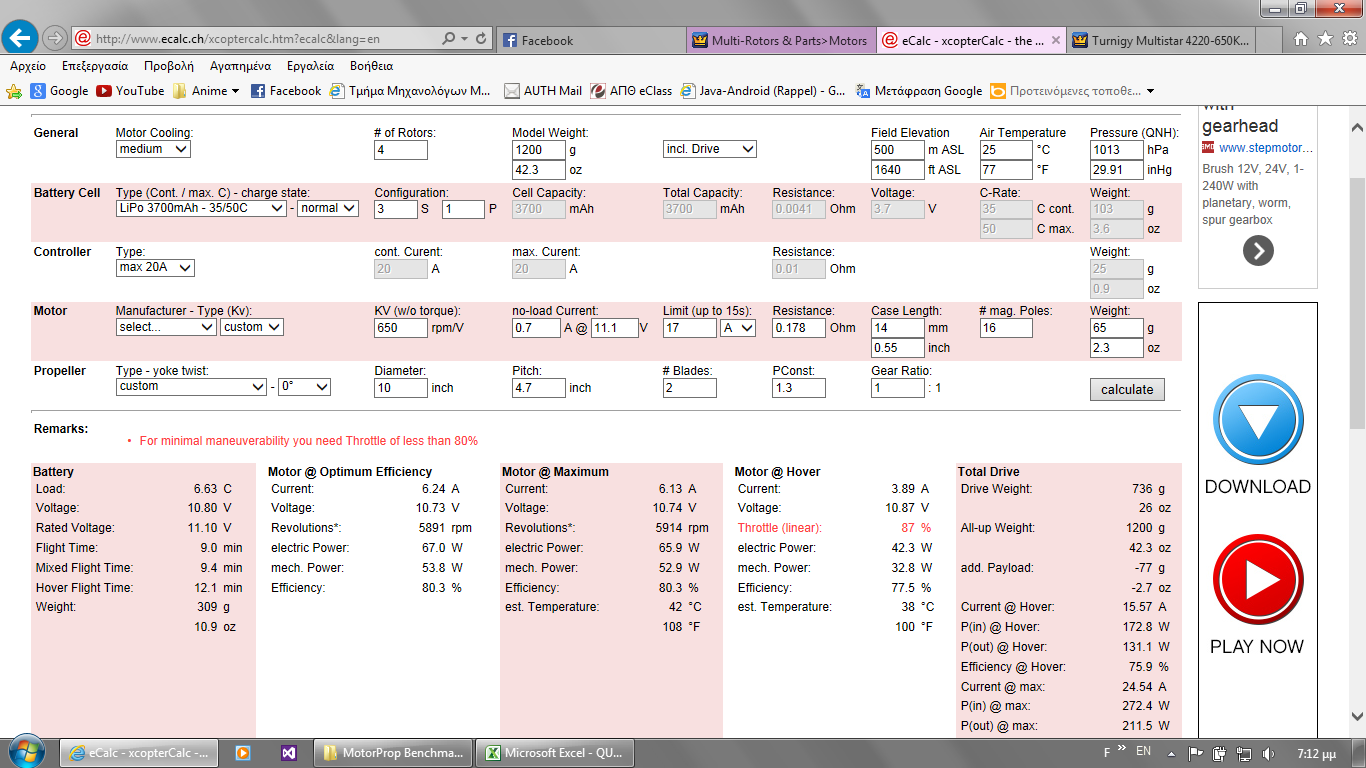 http://www.ecalc.ch/xcoptercalc.htm?ecalc&lang=en
Facebook
Multi-Rotors & Parts>Motors
eCalc - xcopterCalc - the ...
Turnigy Multistar 4220-650K...
Αρχείο Επεξεργασία Προβολή Αγαπημένα Εργαλεία Βοήθεια
Google YouTube Anime Facebook Τμήμα Μηχανολόγων Μ... AUTH Mail ΑΠΘ eClass Java-Android (Rappel) - G... Μετάφραση Google Προτεινόμενες τοποθε...
General Motor Cooling: # of Rotors: Model Weight: Field Elevation Air Temperature Pressure (QNH):
medium 4 1200 g incl. Drive 500 m ASL 25 °C 1013 hPa
42.3 oz 1640 ft ASL 77 °F 29.91 inHg
Battery Cell Type (Cont. / max. C) - charge state: Configuration: Cell Capacity: Total Capacity: Resistance: Voltage: C-Rate: Weight:
LiPo 3700mAh - 35/50C - normal 3 S 1 P 3700 mAh 3700 mAh 0.0041 Ohm 3.7 V 35 C cont. 103 g
50 C max. 3.6 oz
Controller Type: cont. Curent: max. Curent: Resistance: Weight:
max 20A 20 A 20 A 0.01 Ohm 25 g
0.9 oz
Motor Manufacturer - Type (Kv): KV (w/o torque): no-load Current: Limit (up to 15s): Resistance: Case Length: # mag. Poles: Weight:
select... custom 650 rpm/V 0.7 A @ 11.1 V 17 A 0.178 Ohm 14 mm 16 65 g
0.55 inch 2.3 oz
Propeller Type - yoke twist: Diameter: Pitch: # Blades: PConst: Gear Ratio:
custom - 0° 10 inch 4.7 inch 2 1.3 1 : 1 calculate
Remarks:
• For minimal maneuverability you need Throttle of less than 80%
Battery
Load: 6.63 C
Voltage: 10.80 V
Rated Voltage: 11.10 V
Flight Time: 9.0 min
Mixed Flight Time: 9.4 min
Hover Flight Time: 12.1 min
Weight: 309 g
10.9 oz
Motor @ Optimum Efficiency
Current: 6.24 A
Voltage: 10.73 V
Revolutions*: 5891 rpm
electric Power: 67.0 W
mech. Power: 53.8 W
Efficiency: 80.3 %
Motor @ Maximum
Current: 6.13 A
Voltage: 10.74 V
Revolutions*: 5914 rpm
electric Power: 65.9 W
mech. Power: 52.9 W
Efficiency: 80.3 %
est. Temperature: 42 °C
108 °F
Motor @ Hover
Current: 3.89 A
Voltage: 10.87 V
Throttle (linear): 87 %
electric Power: 42.3 W
mech. Power: 32.8 W
Efficiency: 77.5 %
est. Temperature: 38 °C
100 °F
Total Drive
Drive Weight: 736 g
26 oz
All-up Weight: 1200 g
42.3 oz
add. Payload: -77 g
-2.7 oz
Current @ Hover: 15.57 A
P(in) @ Hover: 172.8 W
P(out) @ Hover: 131.1 W
Efficiency @ Hover: 75.9 %
Current @ max: 24.54 A
P(in) @ max: 272.4 W
P(out) @ max: 211.5 W
with
gearhead
www.stepmotor...
Brush 12V, 24V, 1-
240W with
planetary, worm,
spur gearbox
DOWNLOAD
PLAY NOW
eCalc - xcopterCalc -...
MotorProp Benchma...
Microsoft Excel - QU...
F » EN 7:12 μμ